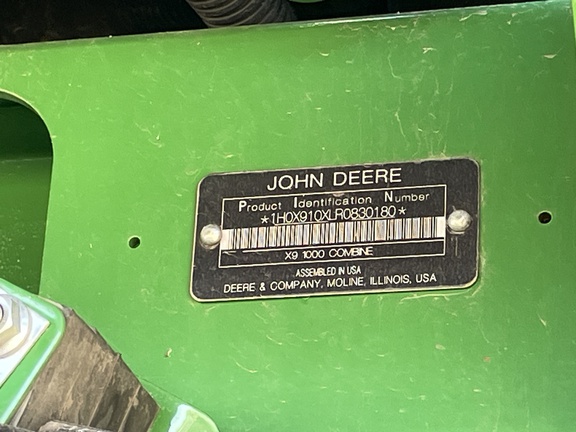 JOHN DEERE
Product Identification Number
*1H0X910XLR0830180*
X9 1000 COMBINE
ASSEMBLED IN USA
DEERE & COMPANY, MOLINE, ILLINOIS, USA